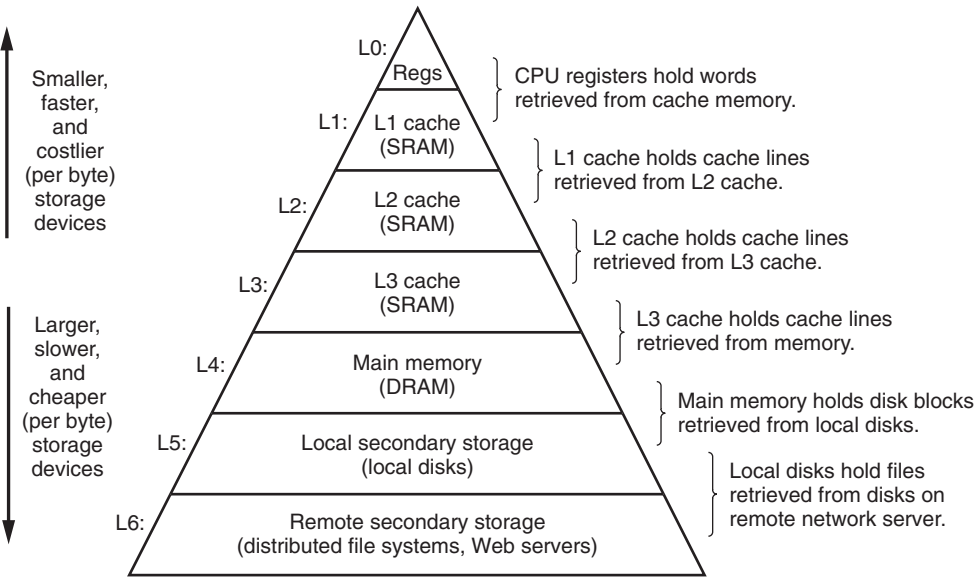 L0:
Regs
CPU registers hold words
retrieved from cache memory.
Smaller,
faster,
and
costlier
(per byte)
storage
devices
L1:
L1 cache
(SRAM)
L1 cache holds cache lines
retrieved from L2 cache.
L2:
L2 cache
(SRAM)
L2 cache holds cache lines
retrieved from L3 cache.
L3:
L3 cache
(SRAM)
L3 cache holds cache lines
retrieved from memory.
Larger,
slower,
and
cheaper
(per byte)
storage
devices
L4:
Main memory
(DRAM)
Main memory holds disk blocks
retrieved from local disks.
L5:
Local secondary storage
(local disks)
Local disks hold files
retrieved from disks on
remote network server.
L6:
Remote secondary storage
(distributed file systems, Web servers)